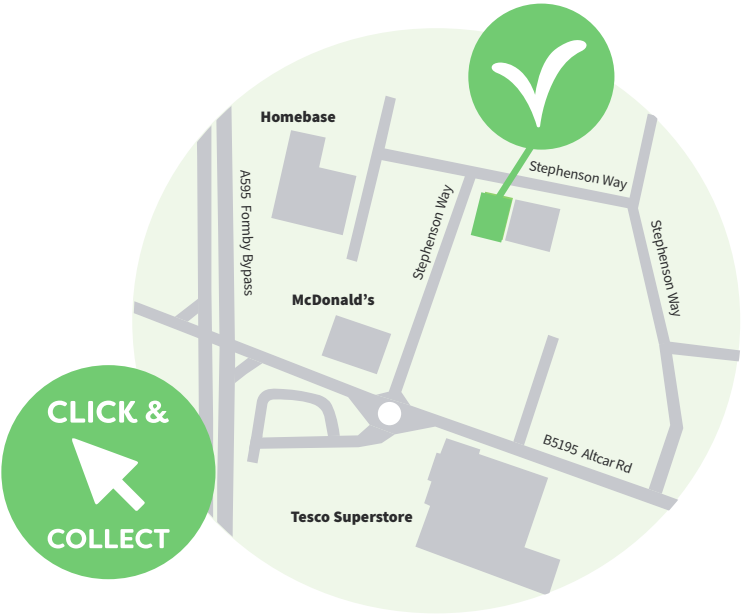 Homebase
Stephenson Way
A595 Formby Bypass
Stephenson Way
Stephenson Way
McDonald's
CLICK &
COLLECT
B5195 Altcar Rd
Tesco Superstore